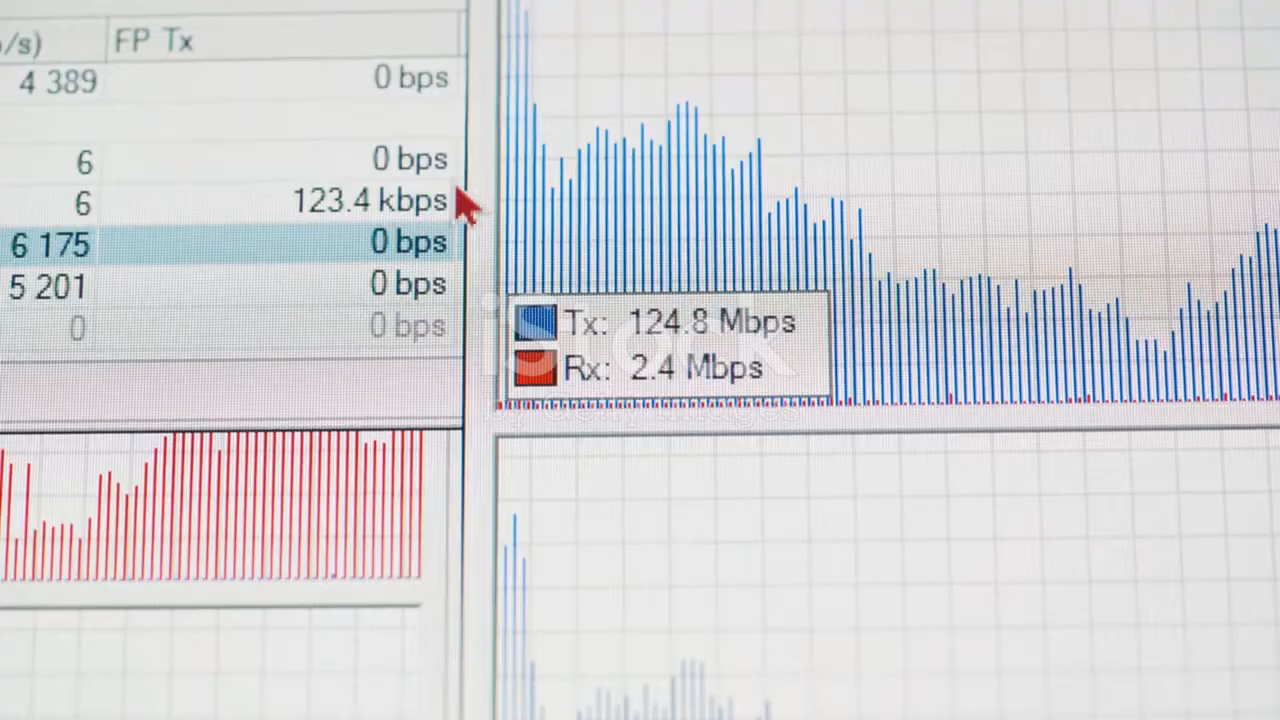 /s) FP Tx
4 389 0 bps
6 0 bps
6 123.4 kbps
6 175 0 bps
5 201 0 bps
0 0 bps
Tx: 124.8 Mbps
Rx: 2.4 Mbps
iStock